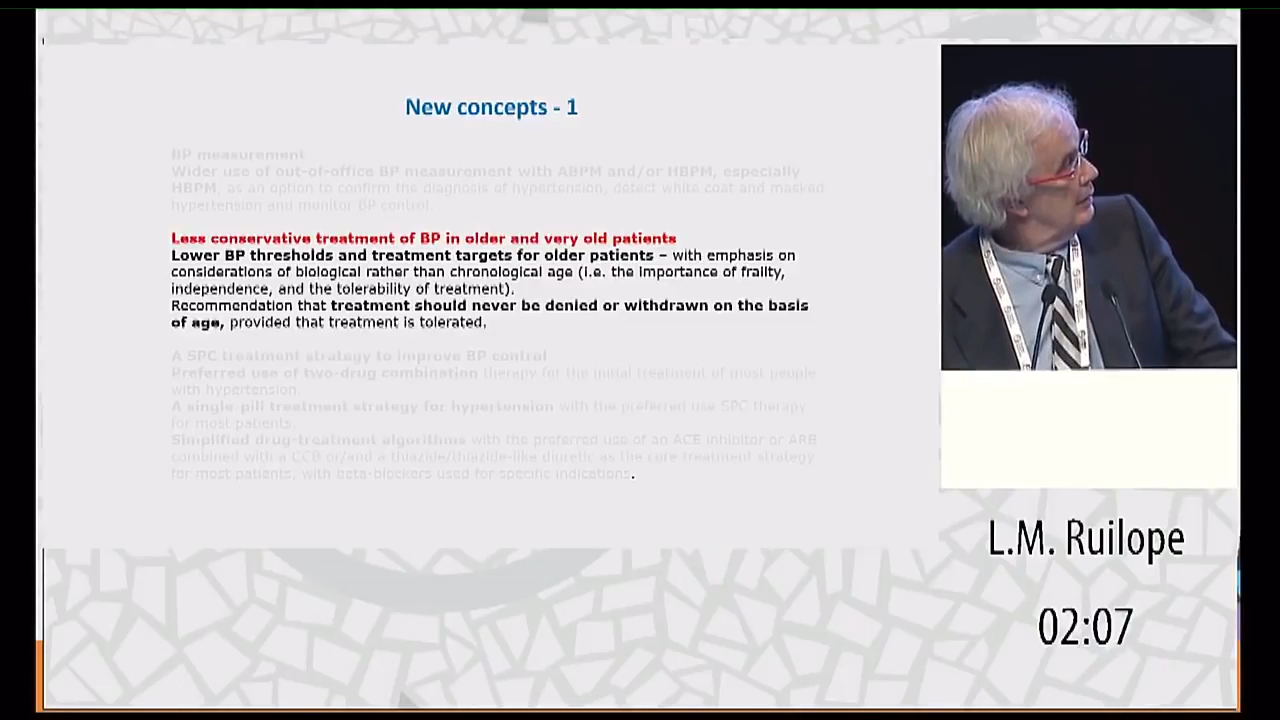 New concepts - 1
BP measurement
Wider use of out-of-office BP measurement with ABPM and/or HBPM, especially
HBPM, as an option to confirm the diagnosis of hypertension, detect white coat and masked
hypertension and monitor BP control.
Less conservative treatment of BP in older and very old patients
Lower BP thresholds and treatment targets for older patients – with emphasis on
considerations of biological rather than chronological age (i.e. the importance of frailty,
independence, and the tolerability of treatment).
Recommendation that treatment should never be denied or withdrawn on the basis
of age, provided that treatment is tolerated.
A SPC treatment strategy to improve BP control
Preferred use of two-drug combination therapy for the initial treatment of most people
with hypertension.
A single-pill treatment strategy for hypertension with the preferred use SPC therapy
for most patients.
Simplified drug-treatment algorithms with the preferred use of an ACE inhibitor or ARB
combined with a CCB or/and a thiazide/thiazide-like diuretic as the core treatment strategy
for most patients, with beta-blockers used for specific indications.
L.M. Ruilope
02:07